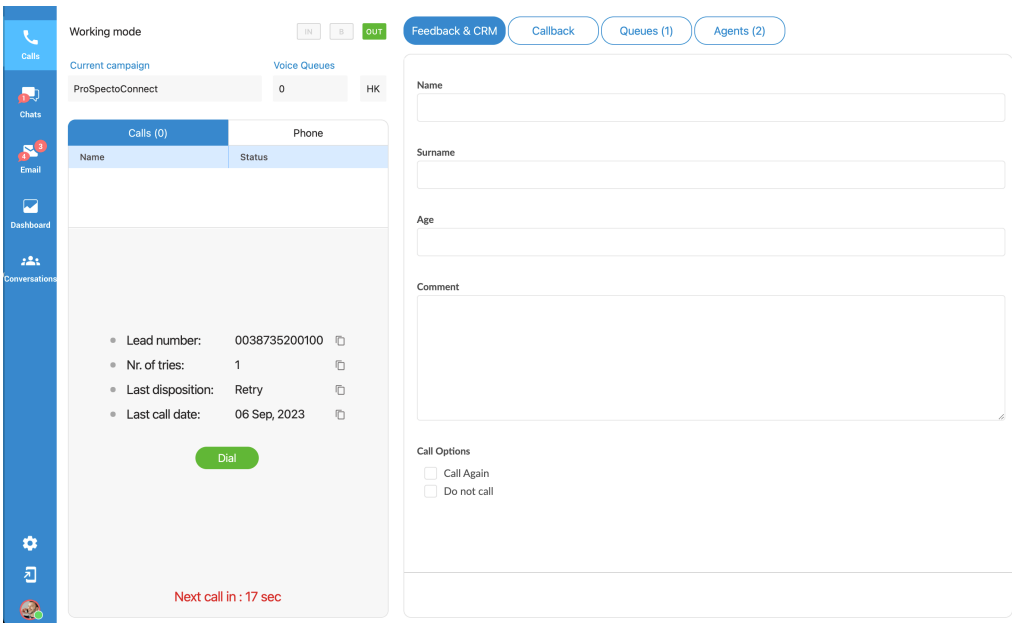 Calls
1
Chats
3
4
Email
Dashboard
Conversations
Working mode
IN
B
OUT
Current campaign
Voice Queues
ProSpectoConnect
0
HK
Calls (0)
Phone
Name
Status
Lead number: 0038735200100
Nr. of tries: 1
Last disposition: Retry
Last call date: 06 Sep, 2023
Dial
Next call in : 17 sec
Feedback & CRM
Callback
Queues (1)
Agents (2)
Name
Surname
Age
Comment
Call Options
Call Again
Do not call